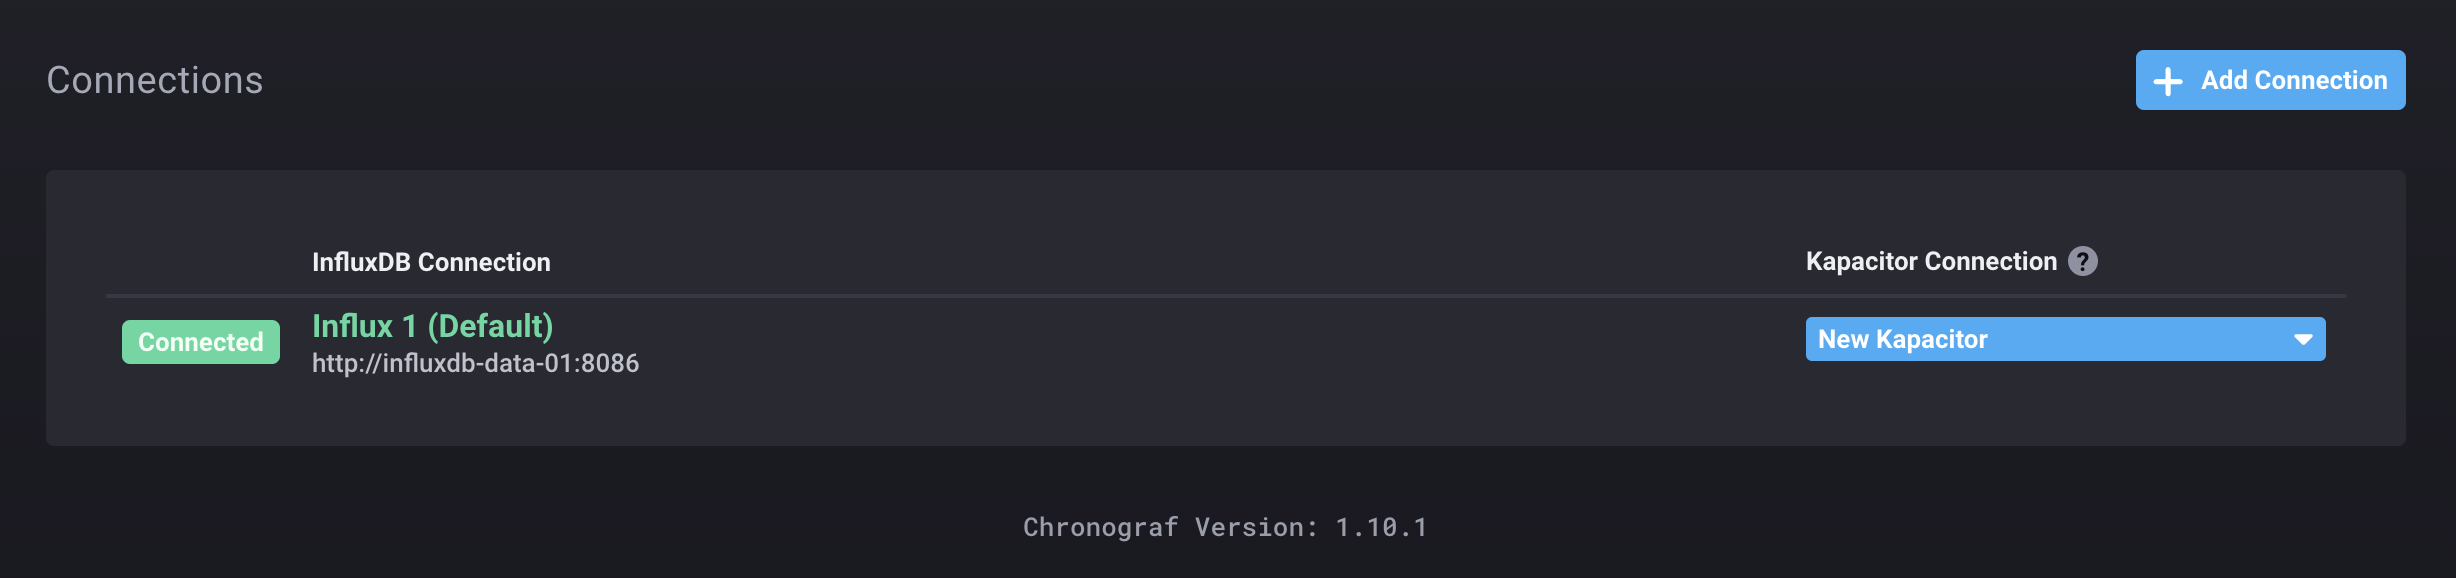 Connections
Add Connection
InfluxDB Connection
Kapacitor Connection ?
Connected
Influx 1 (Default)
http://influxdb-data-01:8086
New Kapacitor
Chronograf Version: 1.10.1